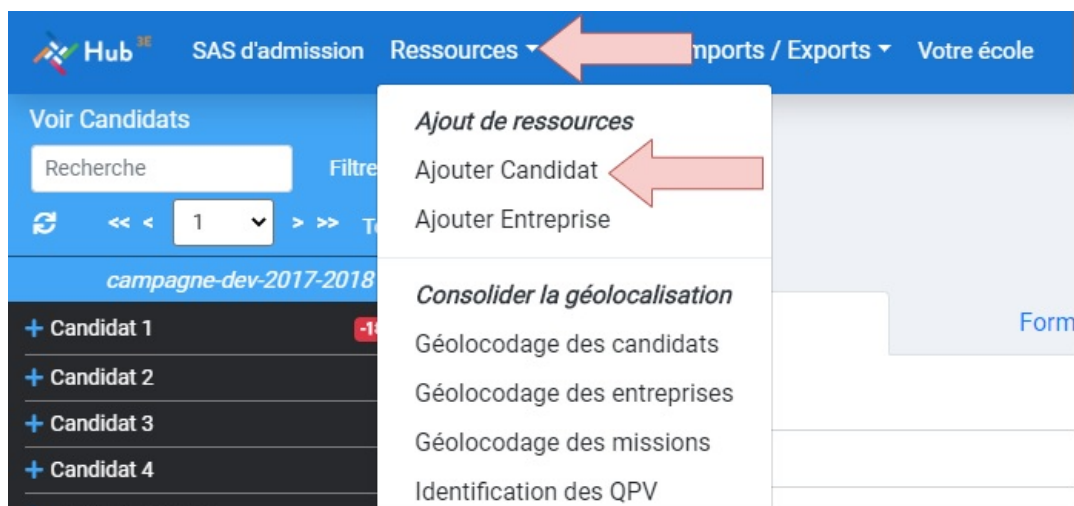 Hub 3E SAS d'admission Ressources mports / Exports Votre école
Voir Candidats
Recherche Filtre
<< < 1 > >> T
campagne-dev-2017-2018
+ Candidat 1 -18
+ Candidat 2
+ Candidat 3
+ Candidat 4
Ajout de ressources
Ajouter Candidat
Ajouter Entreprise
Consolider la géolocalisation
Géolocodage des candidats
Géolocodage des entreprises
Géolocodage des missions
Identification des QPV
Form